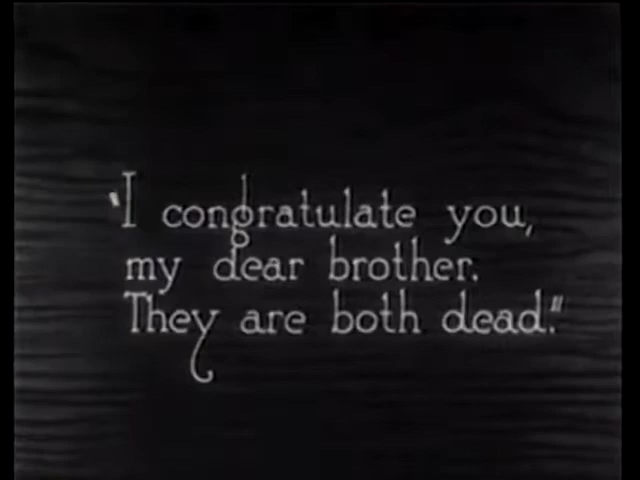 "I congratulate you,
my dear brother.
They are both dead."